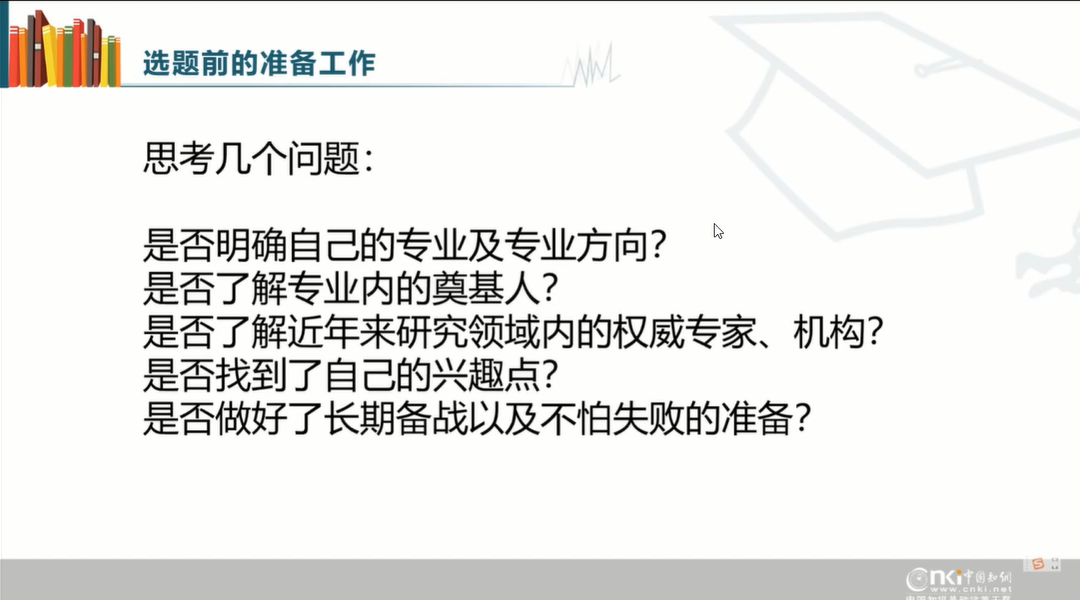 选题前的准备工作
思考几个问题：
是否明确自己的专业及专业方向？
是否了解专业内的奠基人？
是否了解近年来研究领域内的权威专家、机构？
是否找到了自己的兴趣点？
是否做好了长期备战以及不怕失败的准备？
cnki中国知网
www.cnki.net